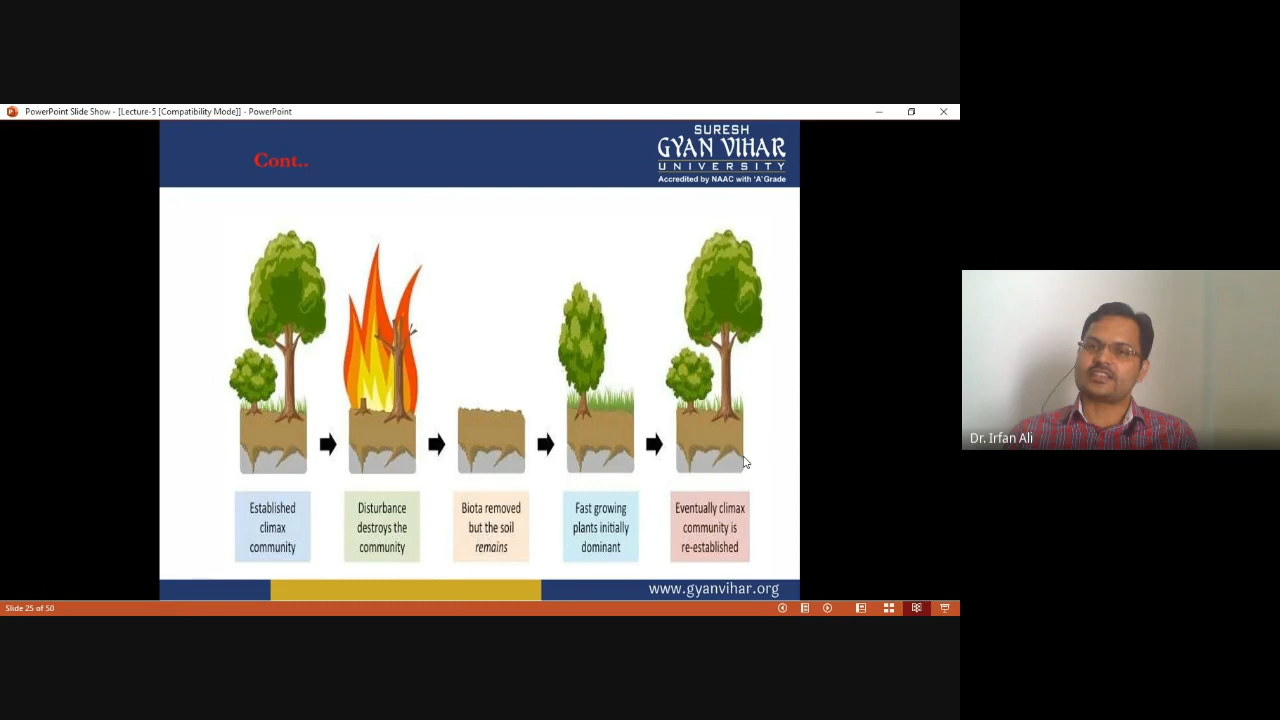 PowerPoint Slide Show - [Lecture-5 [Compatibility Mode]] - PowerPoint
Cont..
SURESH
GYAN VIHAR
UNIVERSITY
Accredited by NAAC with 'A' Grade
Established
climax
community
Disturbance
destroys the
community
Biota removed
but the soil
remains
Fast growing
plants initially
dominant
Eventually climax
community is
re-established
www.gyanvihar.org
Slide 25 of 50
Dr. Irfan Ali